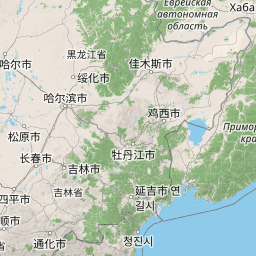 Еврейская
автономная
область
Хаба
黑龙江省
哈尔市
佳木斯市
绥化市
哈尔滨市
鸡西市
松原市
Примор
кра
长春市
牡丹江市
吉林市
吉林省
延吉市 연
길시
四平市
顺市
通化市
청진시